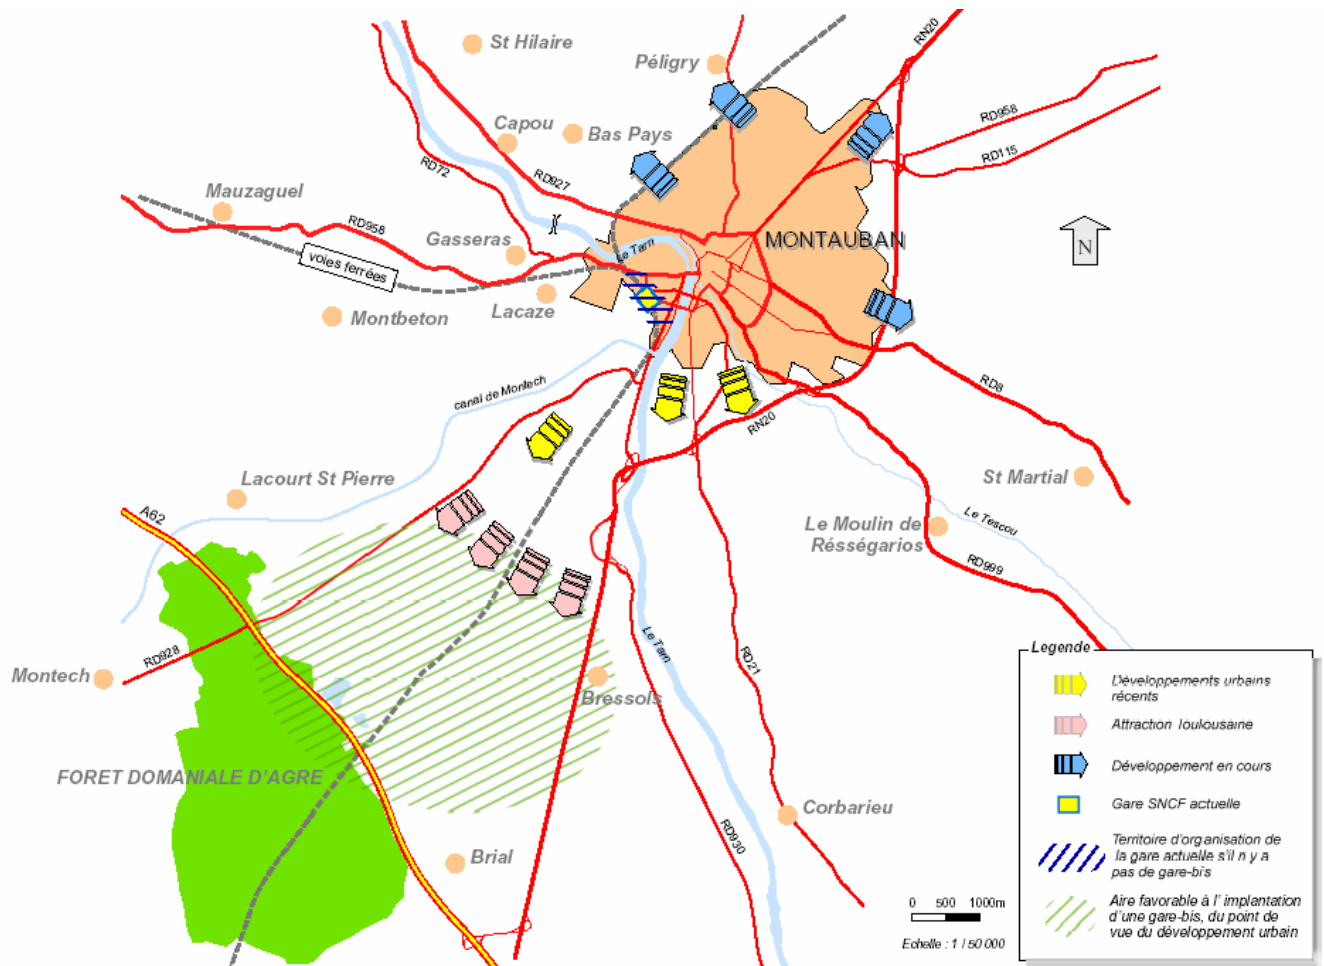 RN20
St Hilaire
Péligry
RD958
Capou
Bas Pays
RD115
RD72
RD927
Mauzaguel
RD958
Gasseras
Le Tarn
MONTAUBAN
N
voies ferrées
Lacaze
Montbeton
canal de Montech
RD8
RN20
Lacourt St Pierre
St Martial
A62
Le Moulin de
Résségarios
Le Tescou
RD999
Le Tarn
RD21
RD928
Montech
Bressols
FORET DOMANIALE D'AGRE
Corbarieu
RD930
Brial
0 500 1000m
Echelle : 1 / 50 000
Legende
Développements urbains
récents
Attraction Toulousaine
Développement en cours
Gare SNCF actuelle
Territoire d'organisation de
la gare actuelle s'il n y a
pas de gare-bis
Aire favorable à l' implantation
d'une gare-bis, du point de
vue du développement urbain